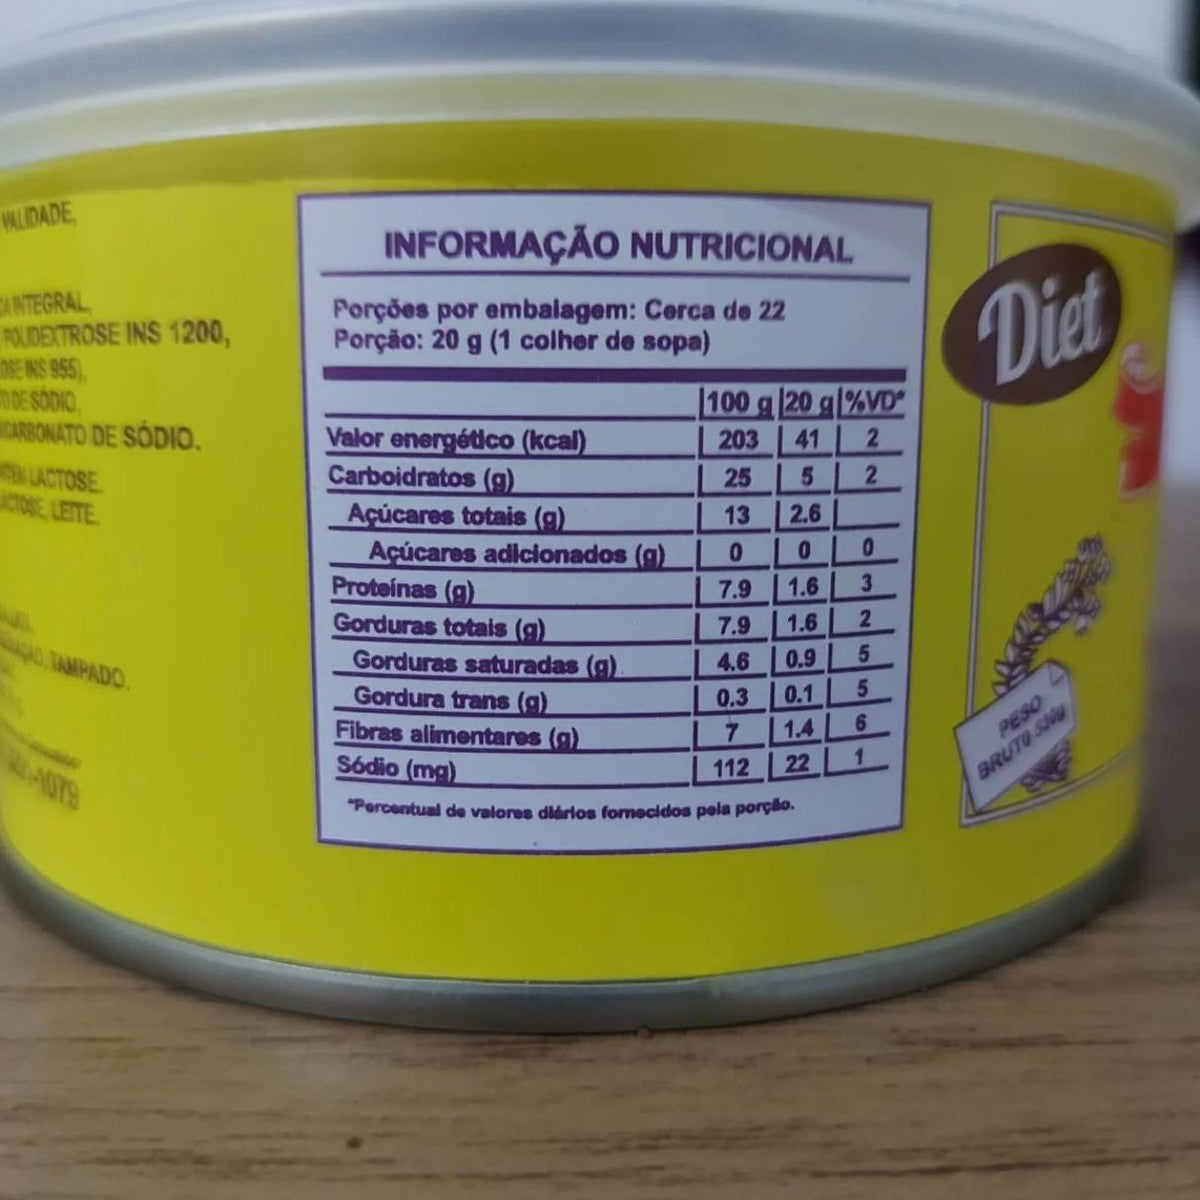 VALIDADE,
INTEGRAL,
POLIDEXTROSE INS 1200,
INS 955),
DE SÓDIO,
BICARBONATO DE SÓDIO.
LACTOSE.
LACTOSE, LEITE.
TAMPADO.
-1079
INFORMAÇÃO NUTRICIONAL
Porções por embalagem: Cerca de 22
Porção: 20 g (1 colher de sopa)
100 g 20 g %VD*
Valor energético (kcal) 203 41 2
Carboidratos (g) 25 5 2
Açúcares totais (g) 13 2.6
Açúcares adicionados (g) 0 0 0
Proteínas (g) 7.9 1.6 3
Gorduras totais (g) 7.9 1.6 2
Gorduras saturadas (g) 4.6 0.9 5
Gordura trans (g) 0.3 0.1 5
Fibras alimentares (g) 7 1.4 6
Sódio (mg) 112 22 1
*Percentual de valores diários fornecidos pela porção.
Diet
PESO
BRUTO 530g